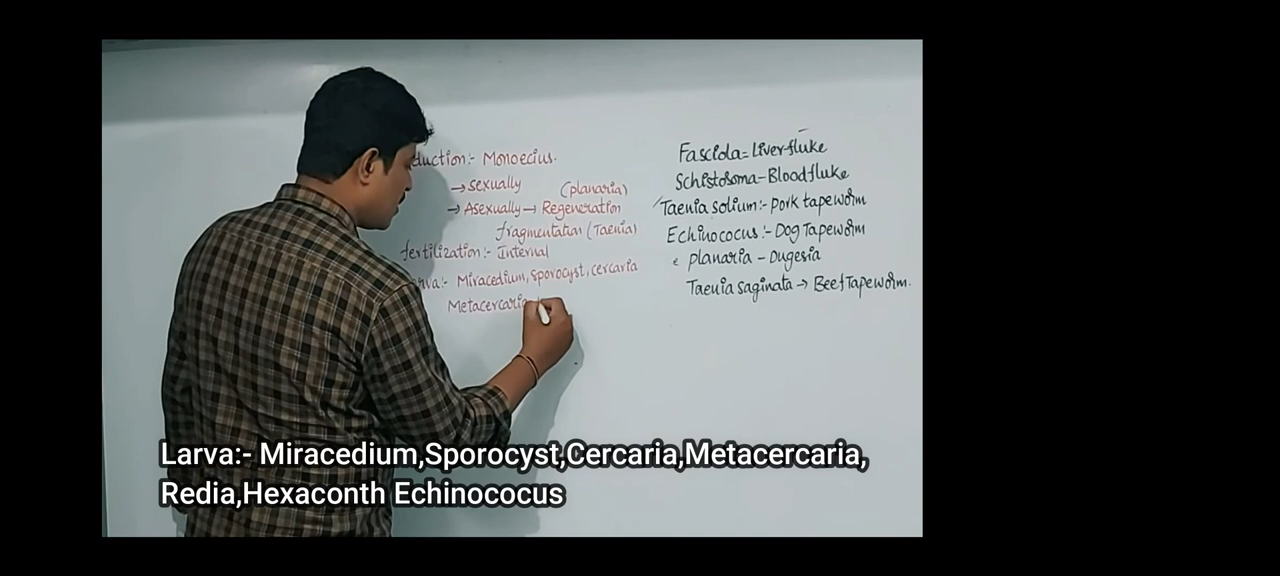 duction:- Monoecius.
→ sexually (planaria)
→ Asexually → Regeneration
fragmentation (Taenia)
fertilization:- Internal
va:- Miracedium, sporocyst, cercaria
Metacercaria
Fasciola = Liverfluke
Schistosoma - Bloodfluke
Taenia solium :- pork tapeworm
Echinococus :- Dog Tapeworm
planaria - Dugesia
Taenia saginata → Beef Tapeworm.
Larva:- Miracedium,Sporocyst,Cercaria,Metacercaria,
Redia,Hexaconth Echinococus